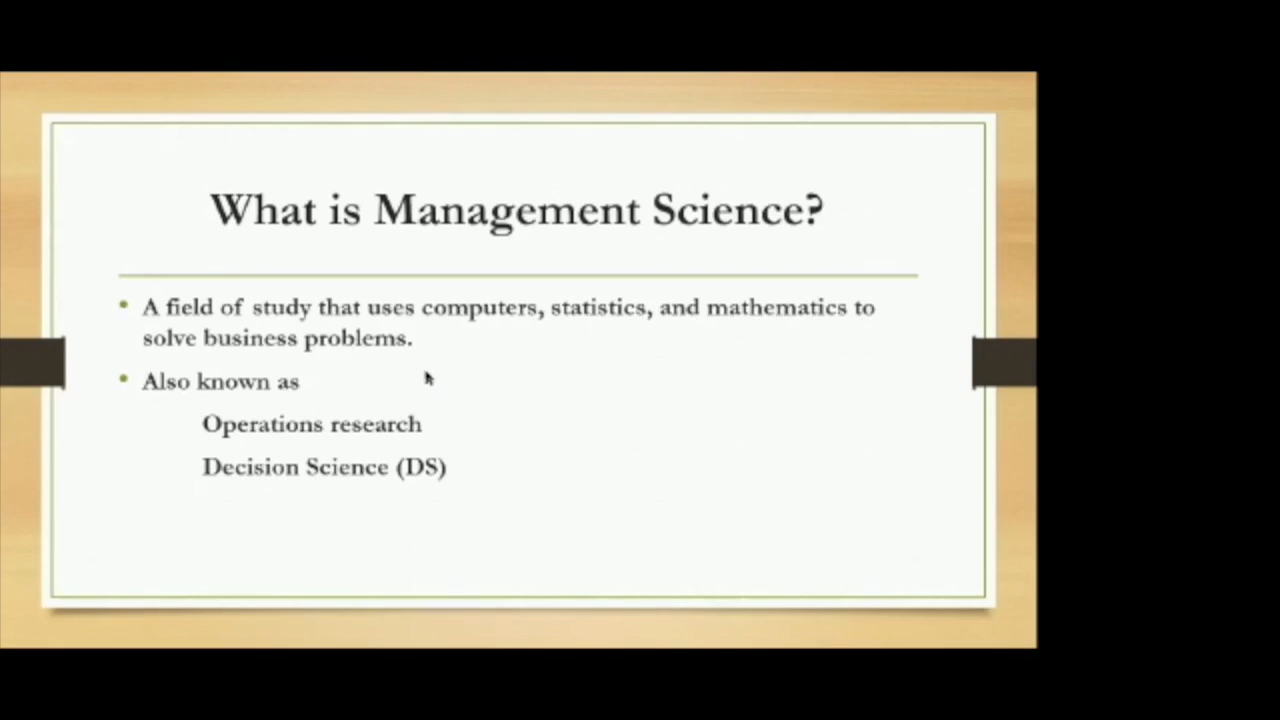 What is Management Science?
• A field of study that uses computers, statistics, and mathematics to
solve business problems.
• Also known as
Operations research
Decision Science (DS)